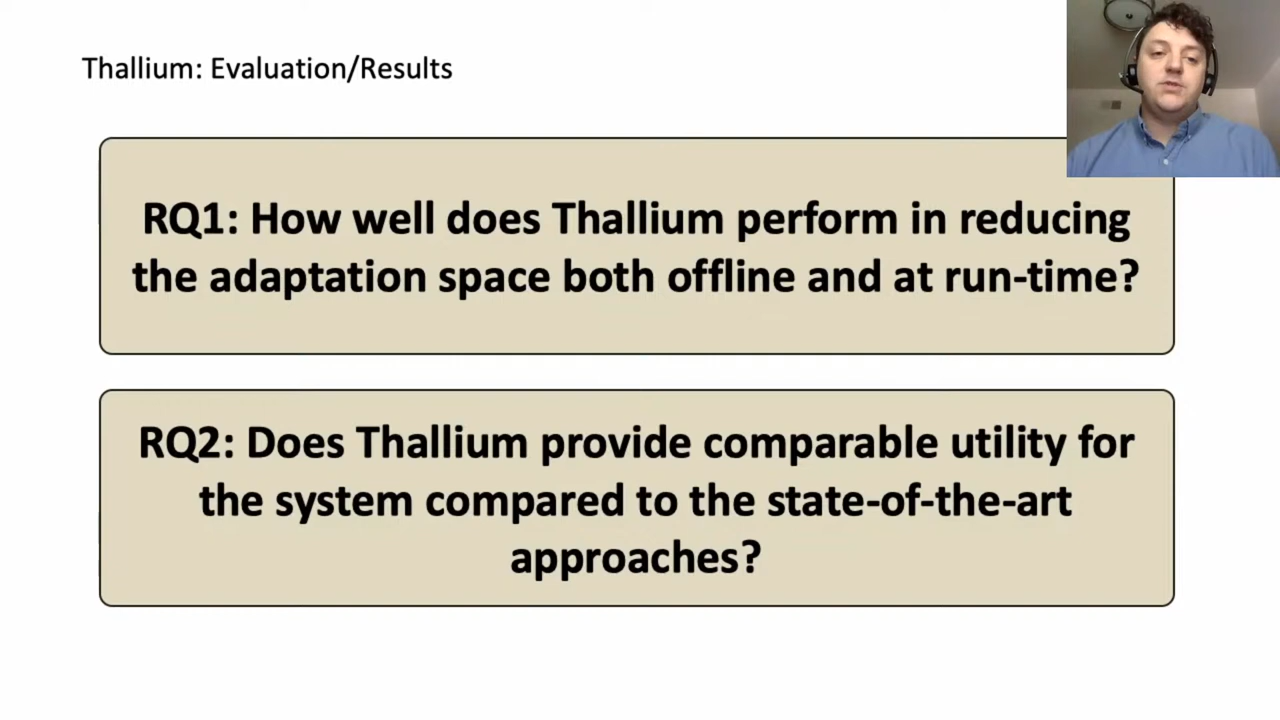 Thallium: Evaluation/Results
RQ1: How well does Thallium perform in reducing
the adaptation space both offline and at run-time?
RQ2: Does Thallium provide comparable utility for
the system compared to the state-of-the-art
approaches?